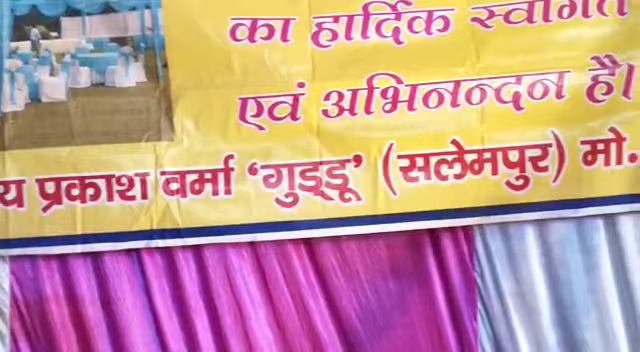 का हार्दिक स्वागत
एवं अभिनन्दन है।
य प्रकाश वर्मा ‘गुड्डू’ (सलेमपुर) मो.